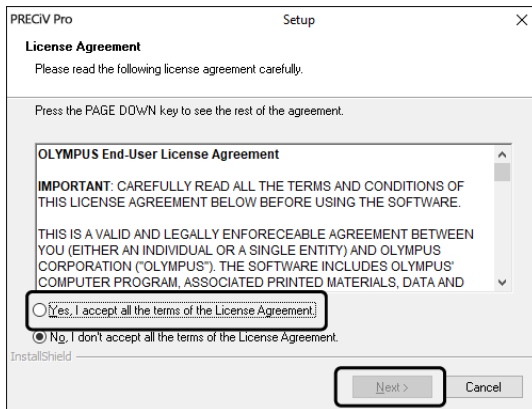 PRECiV Pro Setup
License Agreement
Please read the following license agreement carefully.
Press the PAGE DOWN key to see the rest of the agreement.
OLYMPUS End-User License Agreement
IMPORTANT: CAREFULLY READ ALL THE TERMS AND CONDITIONS OF
THIS LICENSE AGREEMENT BELOW BEFORE USING THE SOFTWARE.
THIS IS A VALID AND LEGALLY ENFORECEABLE AGREEMENT BETWEEN
YOU (EITHER AN INDIVIDUAL OR A SINGLE ENTITY) AND OLYMPUS
CORPORATION ("OLYMPUS"). THE SOFTWARE INCLUDES OLYMPUS'
COMPUTER PROGRAM, ASSOCIATED PRINTED MATERIALS, DATA AND
Yes, I accept all the terms of the License Agreement.
No, I don't accept all the terms of the License Agreement.
InstallShield
Next > Cancel